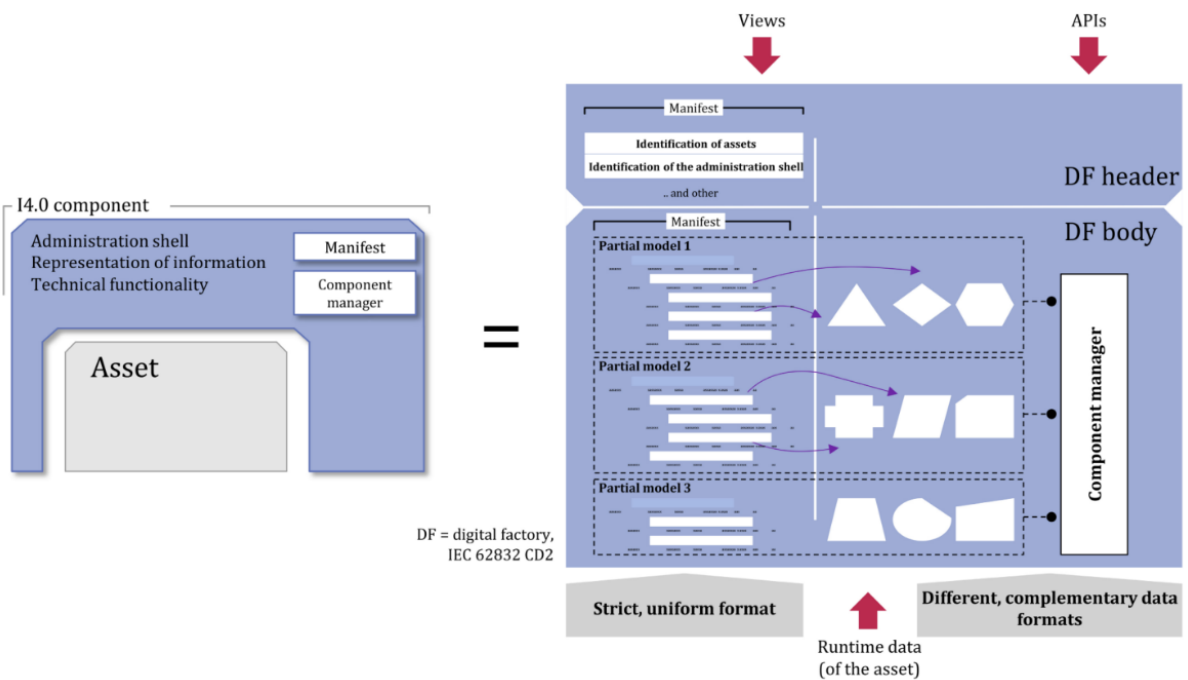 Views
APIs
Manifest
Identification of assets
Identification of the administration shell
.. and other
DF header
I4.0 component
Administration shell
Representation of information
Technical functionality
Manifest
Component
manager
Asset
=
Manifest
DF body
Partial model 1
Partial model 2
Partial model 3
Component manager
DF = digital factory,
IEC 62832 CD2
Strict, uniform format
Different, complementary data
formats
Runtime data
(of the asset)